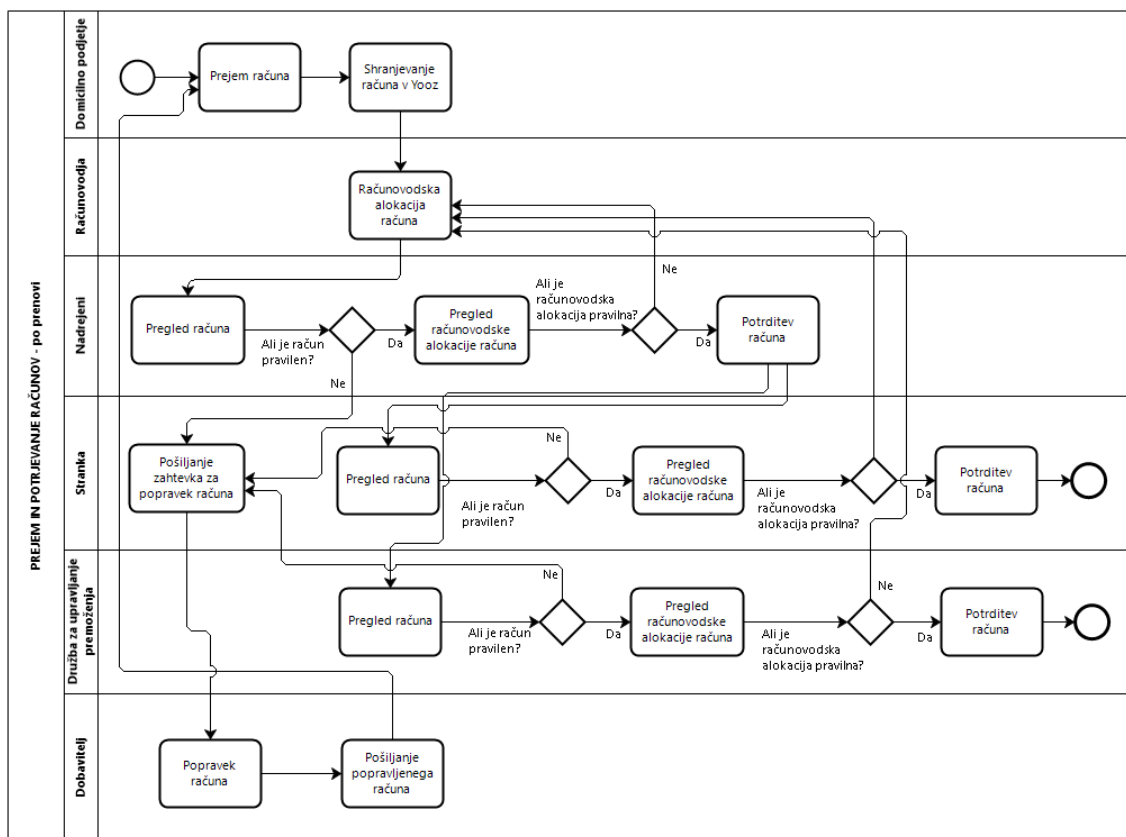 PREJEM IN POTRJEVANJE RAČUNOV - po prenovi
Domicilno podjetje
Prejem računa
Shranjevanje
računa v Yooz
Računovodja
Računovodska
alokacija
računa
Nadrejeni
Pregled računa
Ali je račun
pravilen?
Da
Ne
Pregled
računovodske
alokacije računa
Ali je
računovodska
alokacija pravilna?
Ne
Da
Potrditev
računa
Stranka
Pošiljanje
zahtevka za
popravek računa
Pregled računa
Ali je račun
pravilen?
Ne
Da
Pregled
računovodske
alokacije računa
Ali je
računovodska
alokacija pravilna?
Da
Potrditev
računa
Družba za upravljanje
premoženja
Pregled računa
Ali je račun
pravilen?
Ne
Da
Pregled
računovodske
alokacije računa
Ali je
računovodska
alokacija pravilna?
Ne
Da
Potrditev
računa
Dobavitelj
Popravek
računa
Pošiljanje
popravljenega
računa